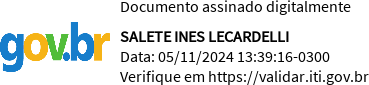 Documento assinado digitalmente
gov.br
SALETE INES LECARDELLI
Data: 05/11/2024 13:39:16-0300
Verifique em https://validar.iti.gov.br